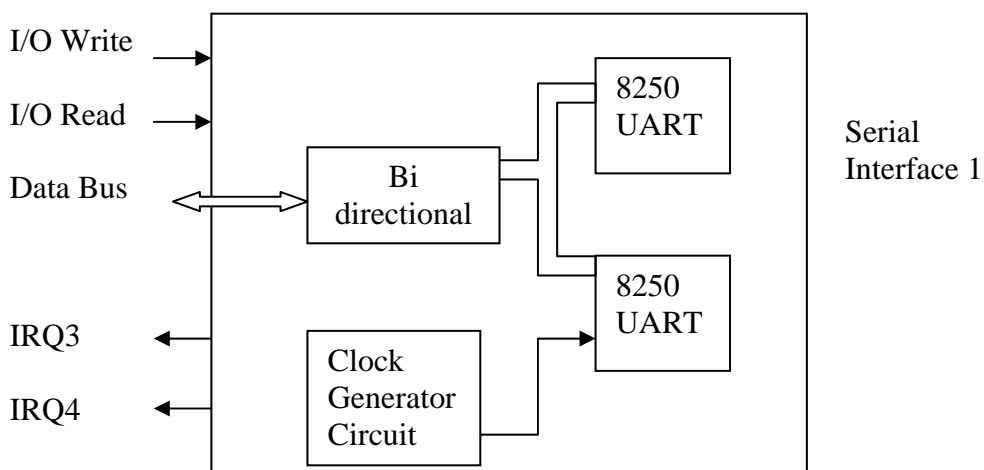 I/O Write
I/O Read
Data Bus
IRQ3
IRQ4
Bi
directional
Clock
Generator
Circuit
8250
UART
8250
UART
Serial
Interface 1